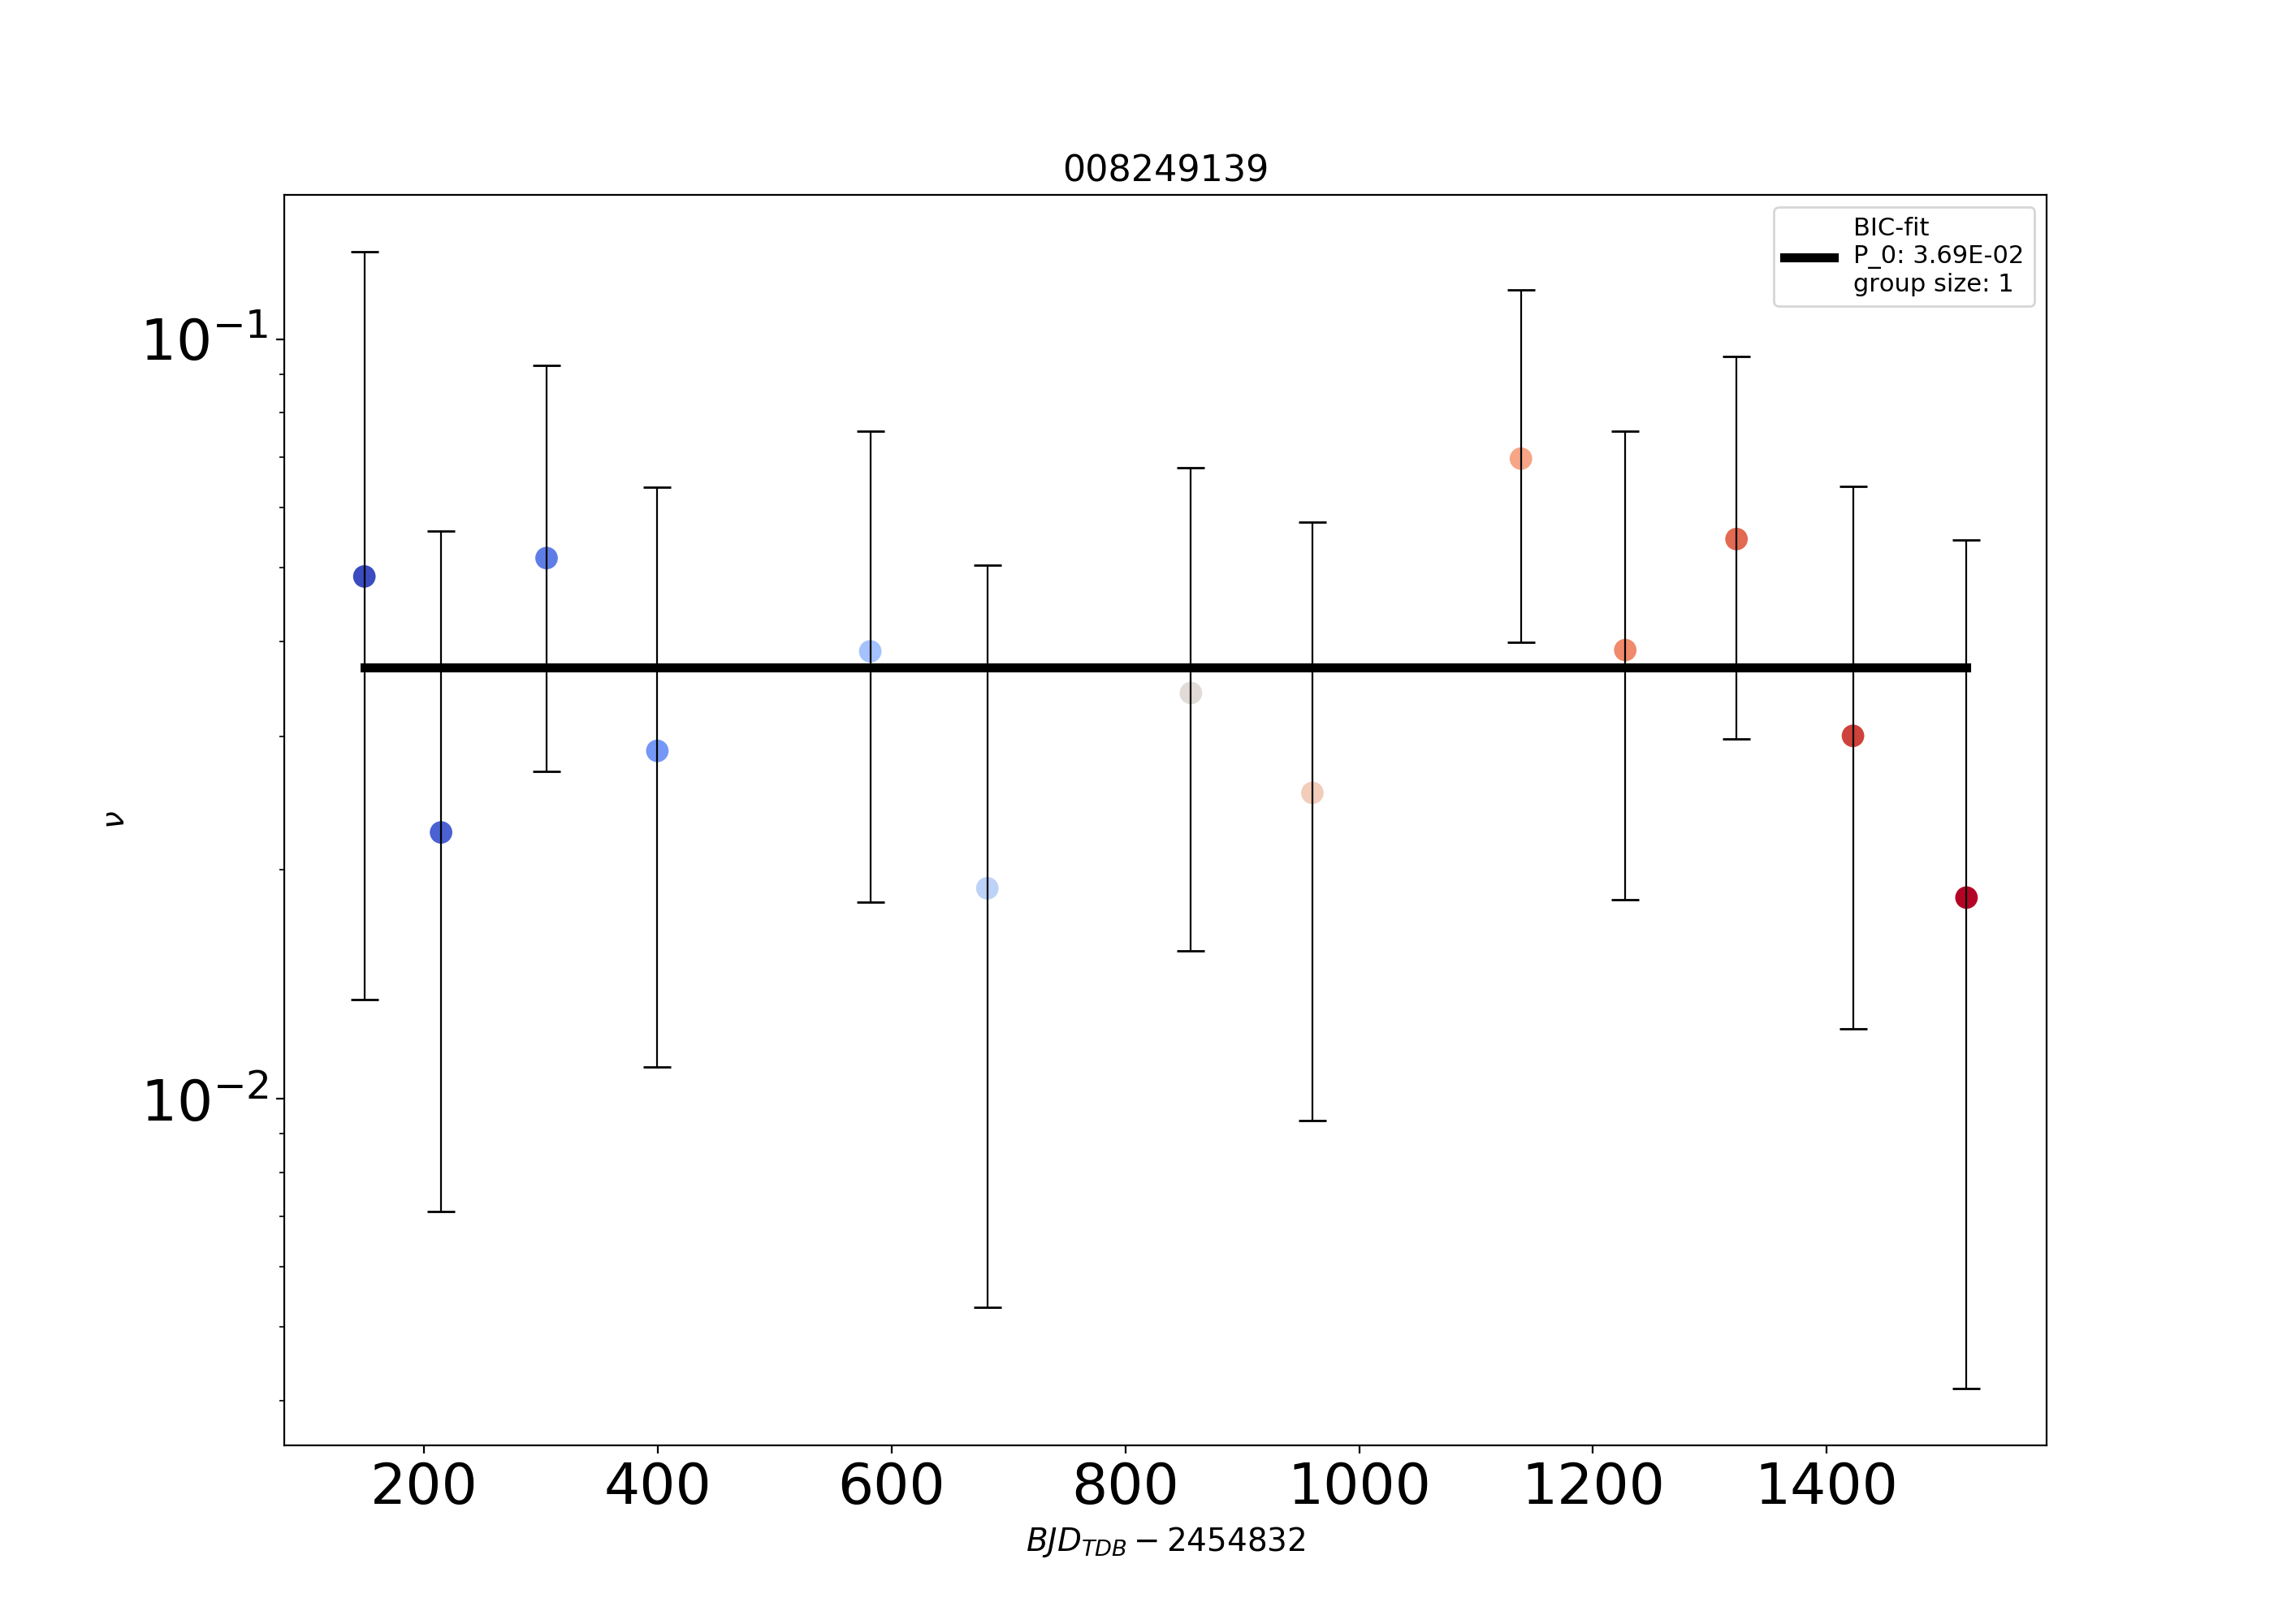 008249139
BIC-fit
P_0: 3.69E-02
group size: 1
10⁻¹
10⁻²
ν
200 400 600 800 1000 1200 1400
BJD_TDB − 2454832